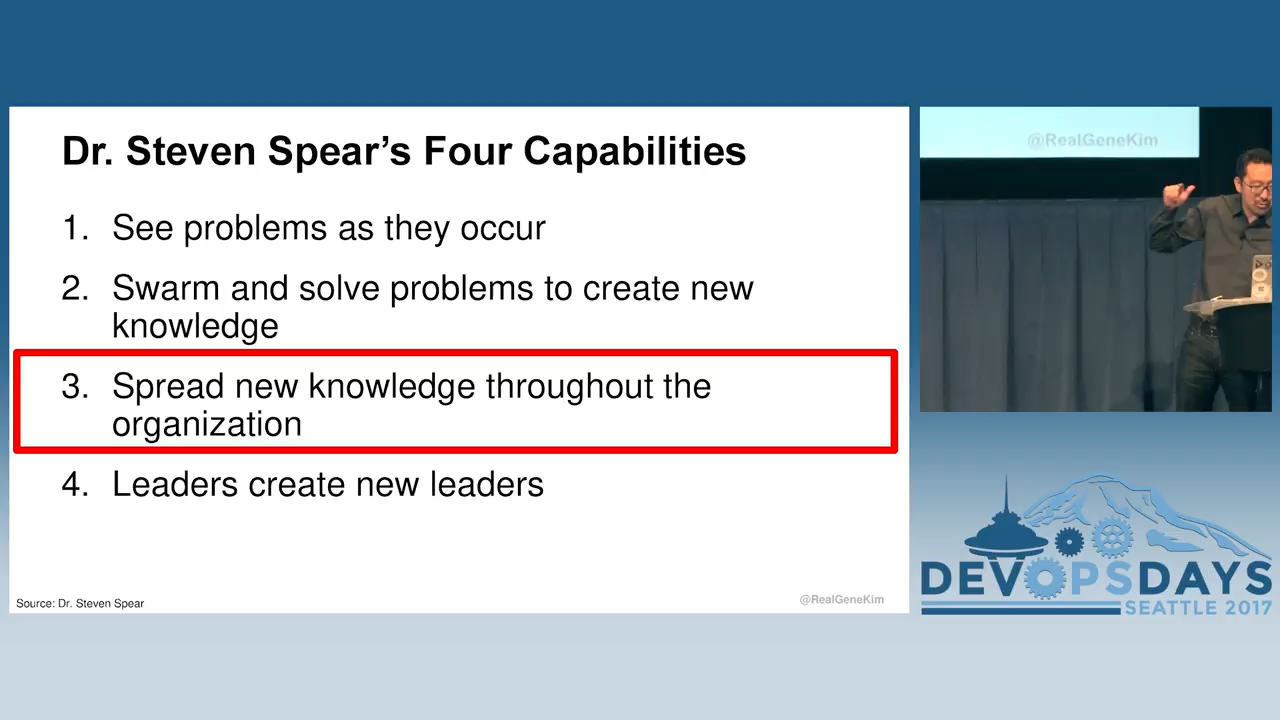 Dr. Steven Spear's Four Capabilities
1. See problems as they occur
2. Swarm and solve problems to create new
knowledge
3. Spread new knowledge throughout the
organization
4. Leaders create new leaders
Source: Dr. Steven Spear
@RealGeneKim
@RealGeneKim
DEVOPSDAYS
SEATTLE 2017